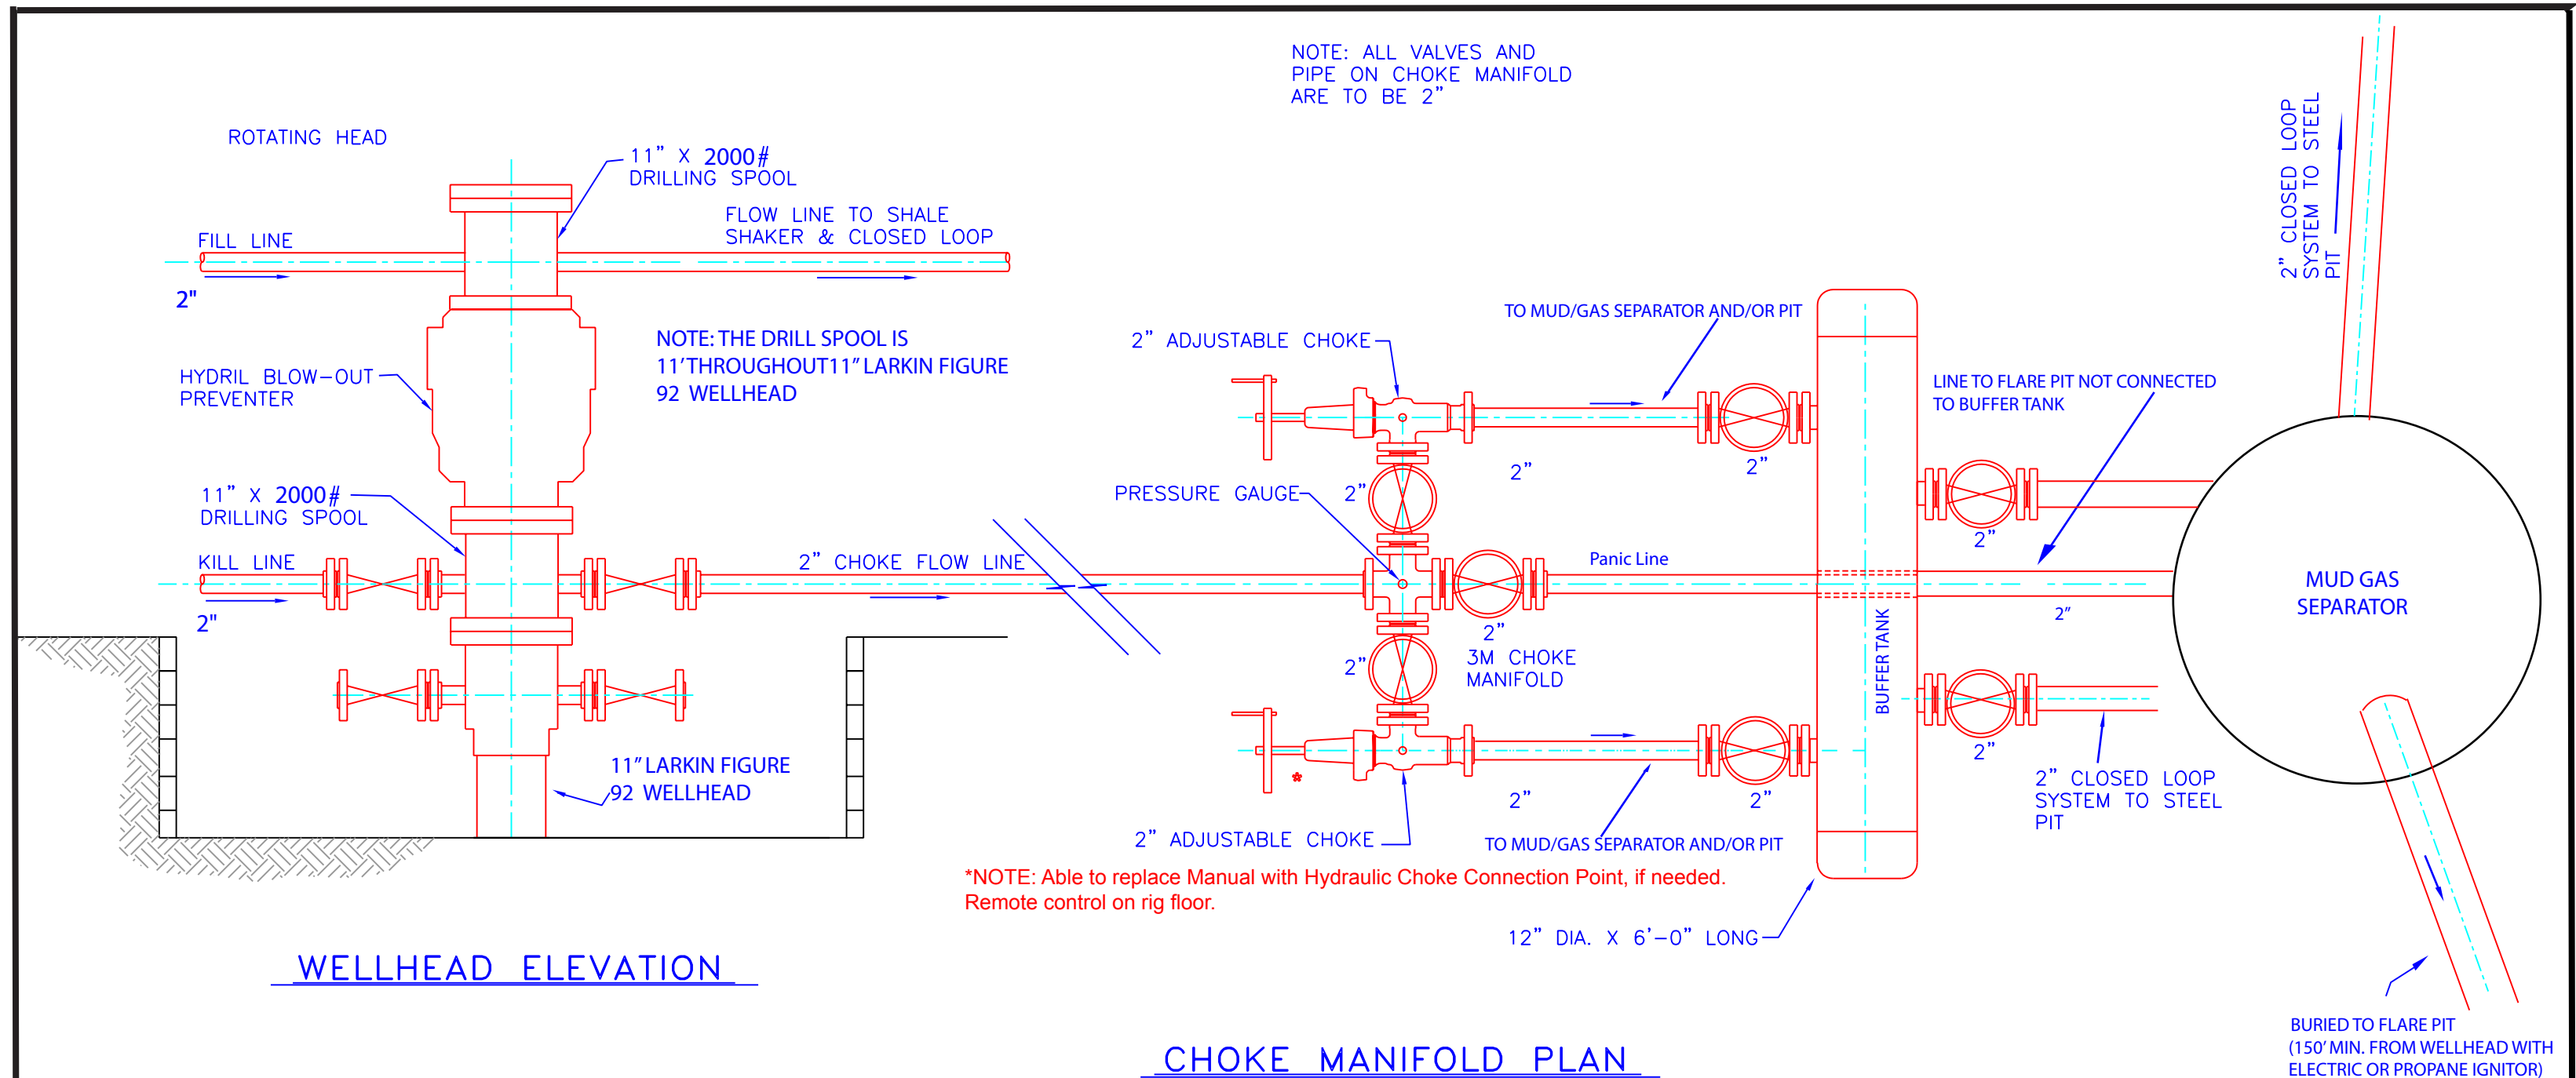 NOTE: ALL VALVES AND
PIPE ON CHOKE MANIFOLD
ARE TO BE 2”
ROTATING HEAD
11” X 2000#
DRILLING SPOOL
FILL LINE
2"
FLOW LINE TO SHALE
SHAKER & CLOSED LOOP
NOTE: THE DRILL SPOOL IS
11’THROUGHOUT11” LARKIN FIGURE
92 WELLHEAD
HYDRIL BLOW-OUT
PREVENTER
11” X 2000#
DRILLING SPOOL
KILL LINE
2"
2” CHOKE FLOW LINE
11” LARKIN FIGURE
92 WELLHEAD
WELLHEAD ELEVATION
2” ADJUSTABLE CHOKE
TO MUD/GAS SEPARATOR AND/OR PIT
2”
2”
PRESSURE GAUGE
2”
Panic Line
2”
3M CHOKE
MANIFOLD
2”
BUFFER TANK
2”
2”
2” ADJUSTABLE CHOKE
*
TO MUD/GAS SEPARATOR AND/OR PIT
*NOTE: Able to replace Manual with Hydraulic Choke Connection Point, if needed.
Remote control on rig floor.
12” DIA. X 6’-0” LONG
CHOKE MANIFOLD PLAN
LINE TO FLARE PIT NOT CONNECTED
TO BUFFER TANK
2”
2”
2”
2” CLOSED LOOP
SYSTEM TO STEEL
PIT
2” CLOSED LOOP
SYSTEM TO STEEL
PIT
MUD GAS
SEPARATOR
BURIED TO FLARE PIT
(150’ MIN. FROM WELLHEAD WITH
ELECTRIC OR PROPANE IGNITOR)